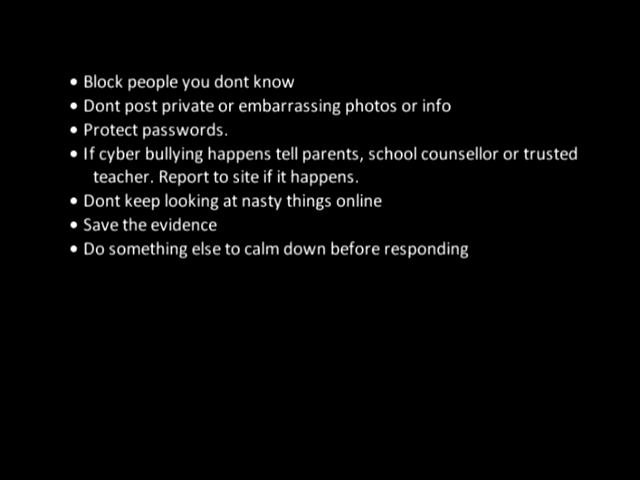 • Block people you dont know
• Dont post private or embarrassing photos or info
• Protect passwords.
• If cyber bullying happens tell parents, school counsellor or trusted
teacher. Report to site if it happens.
• Dont keep looking at nasty things online
• Save the evidence
• Do something else to calm down before responding